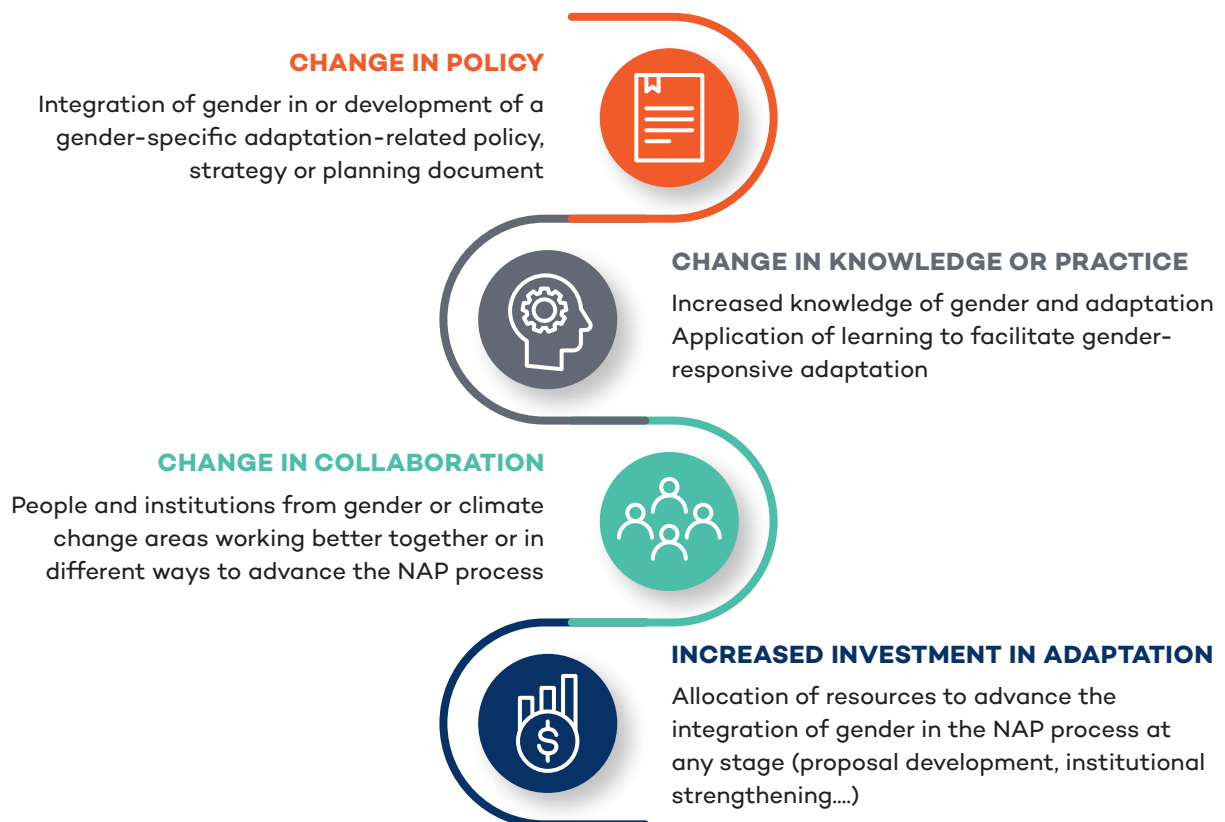 CHANGE IN POLICY
Integration of gender in or development of a
gender-specific adaptation-related policy,
strategy or planning document
CHANGE IN KNOWLEDGE OR PRACTICE
Increased knowledge of gender and adaptation
Application of learning to facilitate gender-
responsive adaptation
CHANGE IN COLLABORATION
People and institutions from gender or climate
change areas working better together or in
different ways to advance the NAP process
INCREASED INVESTMENT IN ADAPTATION
Allocation of resources to advance the
integration of gender in the NAP process at
any stage (proposal development, institutional
strengthening....)
$